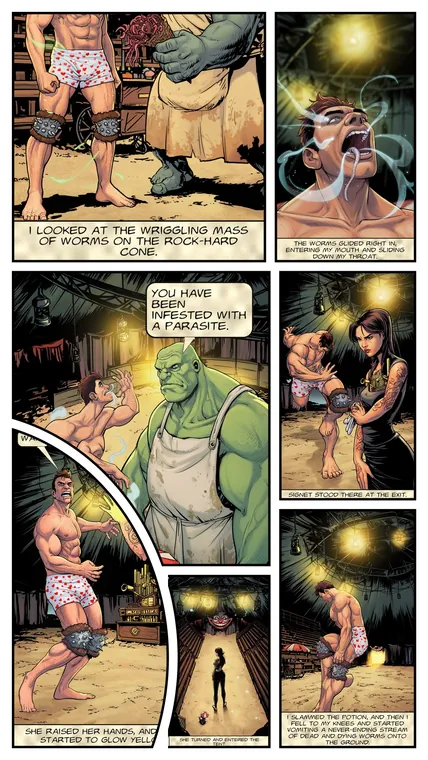 I LOOKED AT THE WRIGGLING MASS
OF WORMS ON THE ROCK-HARD
CONE.
THE WORMS GLIDED RIGHT IN,
ENTERING MY MOUTH AND SLIDING
DOWN MY THROAT.
YOU HAVE
BEEN
INFESTED WITH
A PARASITE.
SIGNET STOOD THERE AT THE EXIT.
SHE RAISED HER HANDS, AND
STARTED TO GLOW
SHE TURNED AND ENTERED THE
TENT.
I SLAMMED THE POTION, AND THEN I
FELL TO MY KNEES AND STARTED
VOMITING A NEVER-ENDING STREAM
OF DEAD AND DYING WORMS ONTO
THE GROUND.